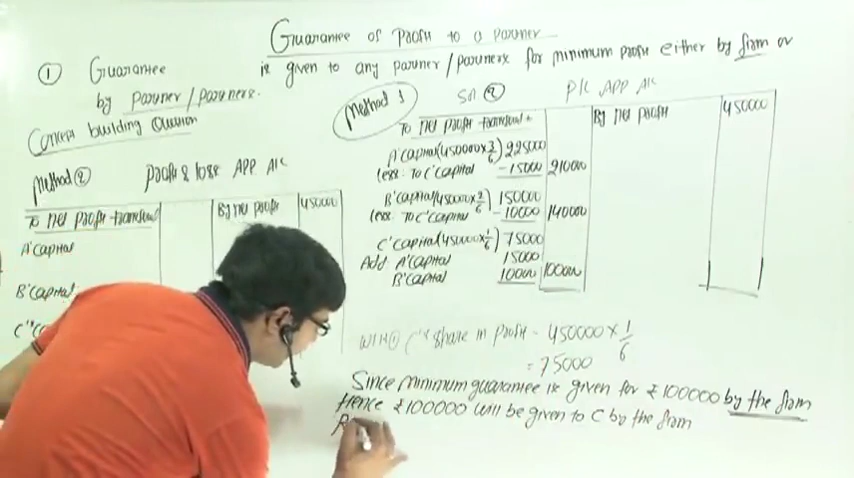 Guarantee of Profit to a Partner
① Guarantee by Partner/Partners.
is given to any partner/partners for minimum profit either by firm or
Concept building Question
Method ②
Profit & loss APP A/C
To net profit transferred
By net profit
450000
A'Capital
B'Capital
Method 1
Sol ②
P/L APP A/C
To net profit transferred
By net profit
450000
A'Capital(450000×3/6) 225000
less: To C'Capital -15000 210000
B'Capital(450000×2/6) 150000
less: To C'Capital -10000 140000
C'Capital(450000×1/6) 75000
Add A'Capital 15000
B'Capital 10000 100000
W/N① C's share in profit - 450000 × 1/6
= 75000
Since minimum guarantee is given for ₹100000 by the firm
Hence ₹100000 will be given to C by the firm